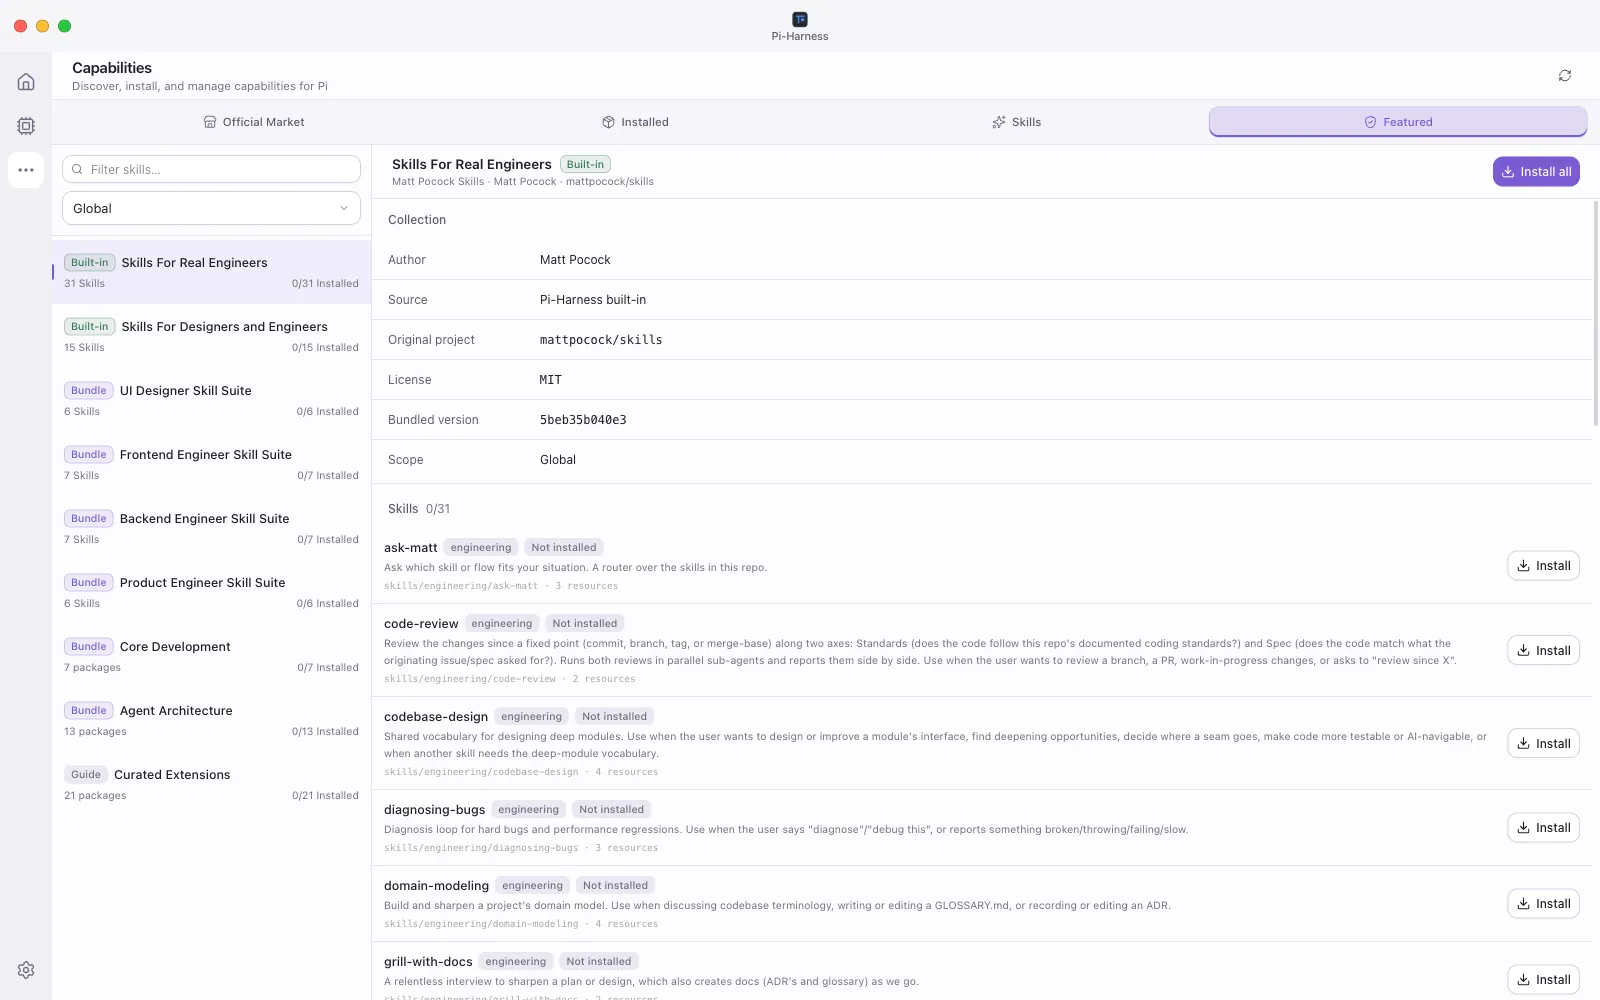 Pi-Harness
Capabilities
Discover, install, and manage capabilities for Pi
Official Market
Installed
Skills
Featured
Filter skills...
Global
Built-in Skills For Real Engineers
31 Skills 0/31 Installed
Built-in Skills For Designers and Engineers
15 Skills 0/15 Installed
Bundle UI Designer Skill Suite
6 Skills 0/6 Installed
Bundle Frontend Engineer Skill Suite
7 Skills 0/7 Installed
Bundle Backend Engineer Skill Suite
7 Skills 0/7 Installed
Bundle Product Engineer Skill Suite
6 Skills 0/6 Installed
Bundle Core Development
7 packages 0/7 Installed
Bundle Agent Architecture
13 packages 0/13 Installed
Guide Curated Extensions
21 packages 0/21 Installed
Skills For Real Engineers Built-in
Matt Pocock Skills · Matt Pocock · mattpocock/skills
Install all
Collection
Author Matt Pocock
Source Pi-Harness built-in
Original project mattpocock/skills
License MIT
Bundled version 5beb35b040e3
Scope Global
Skills 0/31
ask-matt engineering Not installed
Ask which skill or flow fits your situation. A router over the skills in this repo.
skills/engineering/ask-matt · 3 resources
Install
code-review engineering Not installed
Review the changes since a fixed point (commit, branch, tag, or merge-base) along two axes: Standards (does the code follow this repo's documented coding standards?) and Spec (does the code match what the
originating issue/spec asked for?). Runs both reviews in parallel sub-agents and reports them side by side. Use when the user wants to review a branch, a PR, work-in-progress changes, or asks to "review since X".
skills/engineering/code-review · 2 resources
Install
codebase-design engineering Not installed
Shared vocabulary for designing deep modules. Use when the user wants to design or improve a module's interface, find deepening opportunities, decide where a seam goes, make code more testable or AI-navigable, or
when another skill needs the deep-module vocabulary.
skills/engineering/codebase-design · 4 resources
Install
diagnosing-bugs engineering Not installed
Diagnosis loop for hard bugs and performance regressions. Use when the user says "diagnose"/"debug this", or reports something broken/throwing/failing/slow.
skills/engineering/diagnosing-bugs · 3 resources
Install
domain-modeling engineering Not installed
Build and sharpen a project's domain model. Use when discussing codebase terminology, writing or editing a GLOSSARY.md, or recording or editing an ADR.
skills/engineering/domain-modeling · 4 resources
Install
grill-with-docs engineering Not installed
A relentless interview to sharpen a plan or design, which also creates docs (ADR's and glossary) as we go.
skills/engineering/grill-with-docs · 2 resources
Install